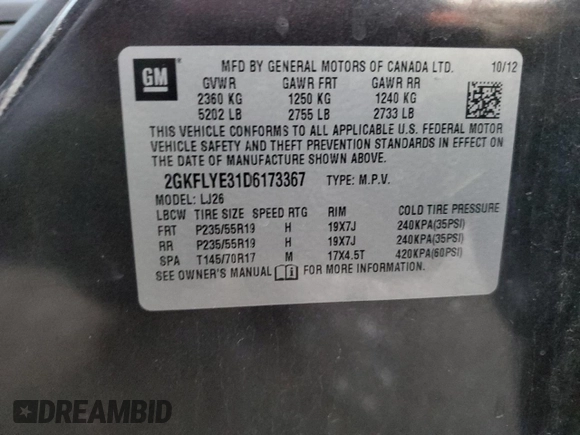 GM
MFD BY GENERAL MOTORS OF CANADA LTD. 10/12
GVWR GAWR FRT GAWR RR
2360 KG 1250 KG 1240 KG
5202 LB 2755 LB 2733 LB
THIS VEHICLE CONFORMS TO ALL APPLICABLE U.S. FEDERAL MOTOR
VEHICLE SAFETY AND THEFT PREVENTION STANDARDS IN EFFECT ON
THE DATE OF MANUFACTURE SHOWN ABOVE.
2GKFLYE31D6173367 TYPE: M.P.V.
MODEL: LJ26
LBCW TIRE SIZE SPEED RTG RIM COLD TIRE PRESSURE
FRT P235/55R19 H 19X7J 240KPA(35PSI)
RR P235/55R19 H 19X7J 240KPA(35PSI)
SPA T145/70R17 M 17X4.5T 420KPA(60PSI)
SEE OWNER'S MANUAL FOR MORE INFORMATION.
DREAMBID